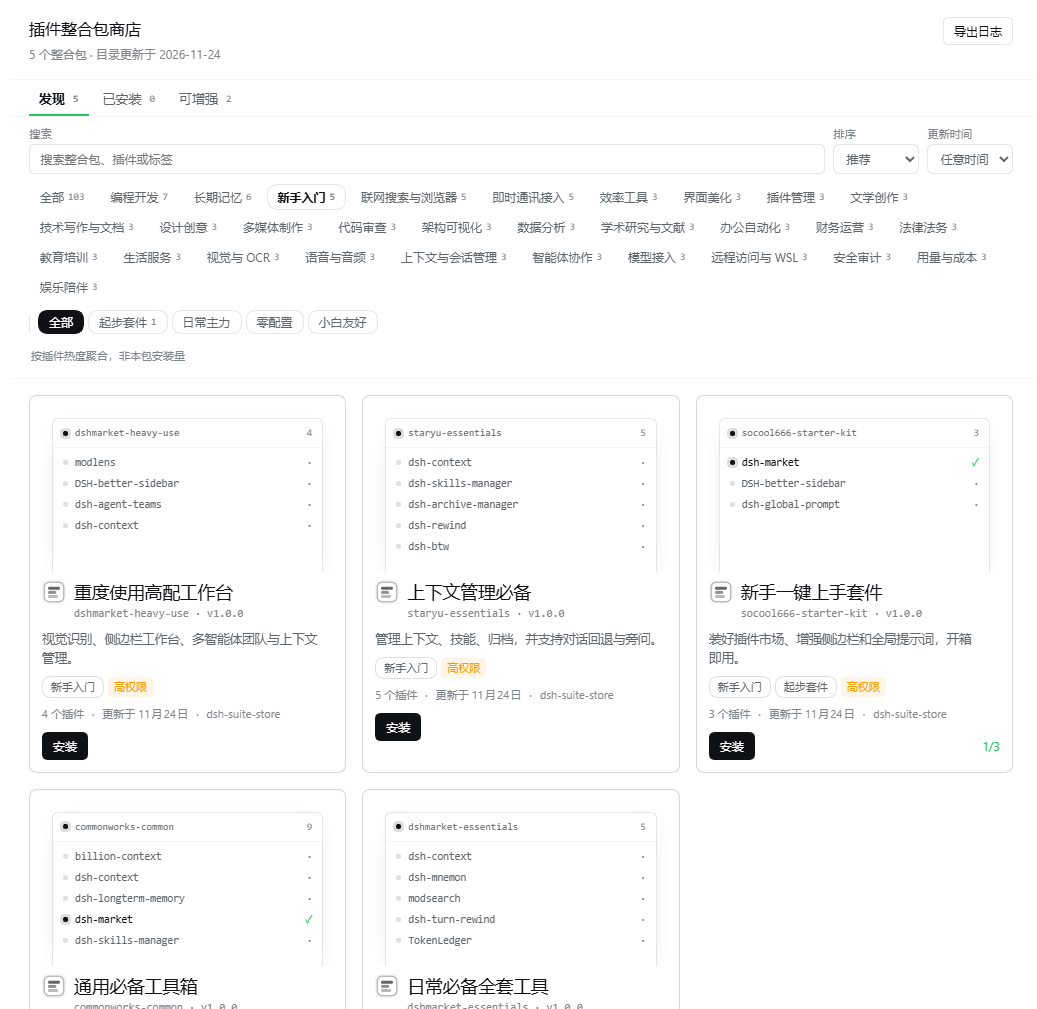 插件整合包商店
导出日志
5 个整合包 · 目录更新于 2026-11-24
发现 5 已安装 0 可增强 2
搜索 排序 更新时间
搜索整合包、插件或标签 推荐 任意时间
全部 103 编程开发 7 长期记忆 6 新手入门 5 联网搜索与浏览器 5 即时通讯接入 5 效率工具 3 界面美化 3 插件管理 3 文学创作 3
技术写作与文档 3 设计创意 3 多媒体制作 3 代码审查 3 架构可视化 3 数据分析 3 学术研究与文献 3 办公自动化 3 财务运营 3 法律法务 3
教育培训 3 生活服务 3 视觉与 OCR 3 语音与音频 3 上下文与会话管理 3 智能体协作 3 模型接入 3 远程访问与 WSL 3 安全审计 3 用量与成本 3
娱乐陪伴 3
全部 起步套件 1 日常主力 零配置 小白友好
按插件热度聚合，非本包安装量
dshmarket-heavy-use 4
modlens ·
DSH-better-sidebar ·
dsh-agent-teams ·
dsh-context ·
重度使用高配工作台
dshmarket-heavy-use · v1.0.0
视觉识别、侧边栏工作台、多智能体团队与上下文
管理。
新手入门 高权限
4 个插件 · 更新于 11月24日 · dsh-suite-store
安装
staryu-essentials 5
dsh-context ·
dsh-skills-manager ·
dsh-archive-manager ·
dsh-rewind ·
dsh-btw ·
上下文管理必备
staryu-essentials · v1.0.0
管理上下文、技能、归档，并支持对话回退与旁问。
新手入门 高权限
5 个插件 · 更新于 11月24日 · dsh-suite-store
安装
socool666-starter-kit 3
dsh-market ✓
DSH-better-sidebar ·
dsh-global-prompt ·
新手一键上手套件
socool666-starter-kit · v1.0.0
装好插件市场、增强侧边栏和全局提示词，开箱
即用。
新手入门 起步套件 高权限
3 个插件 · 更新于 11月24日 · dsh-suite-store
安装 1/3
commonworks-common 9
billion-context ·
dsh-context ·
dsh-longterm-memory ·
dsh-market ✓
dsh-skills-manager ·
通用必备工具箱
commonworks-common · v1.0.0
dshmarket-essentials 5
dsh-context ·
dsh-mnemon ·
modsearch ·
dsh-turn-rewind ·
TokenLedger ·
日常必备全套工具
dshmarket-essentials · v1.0.0